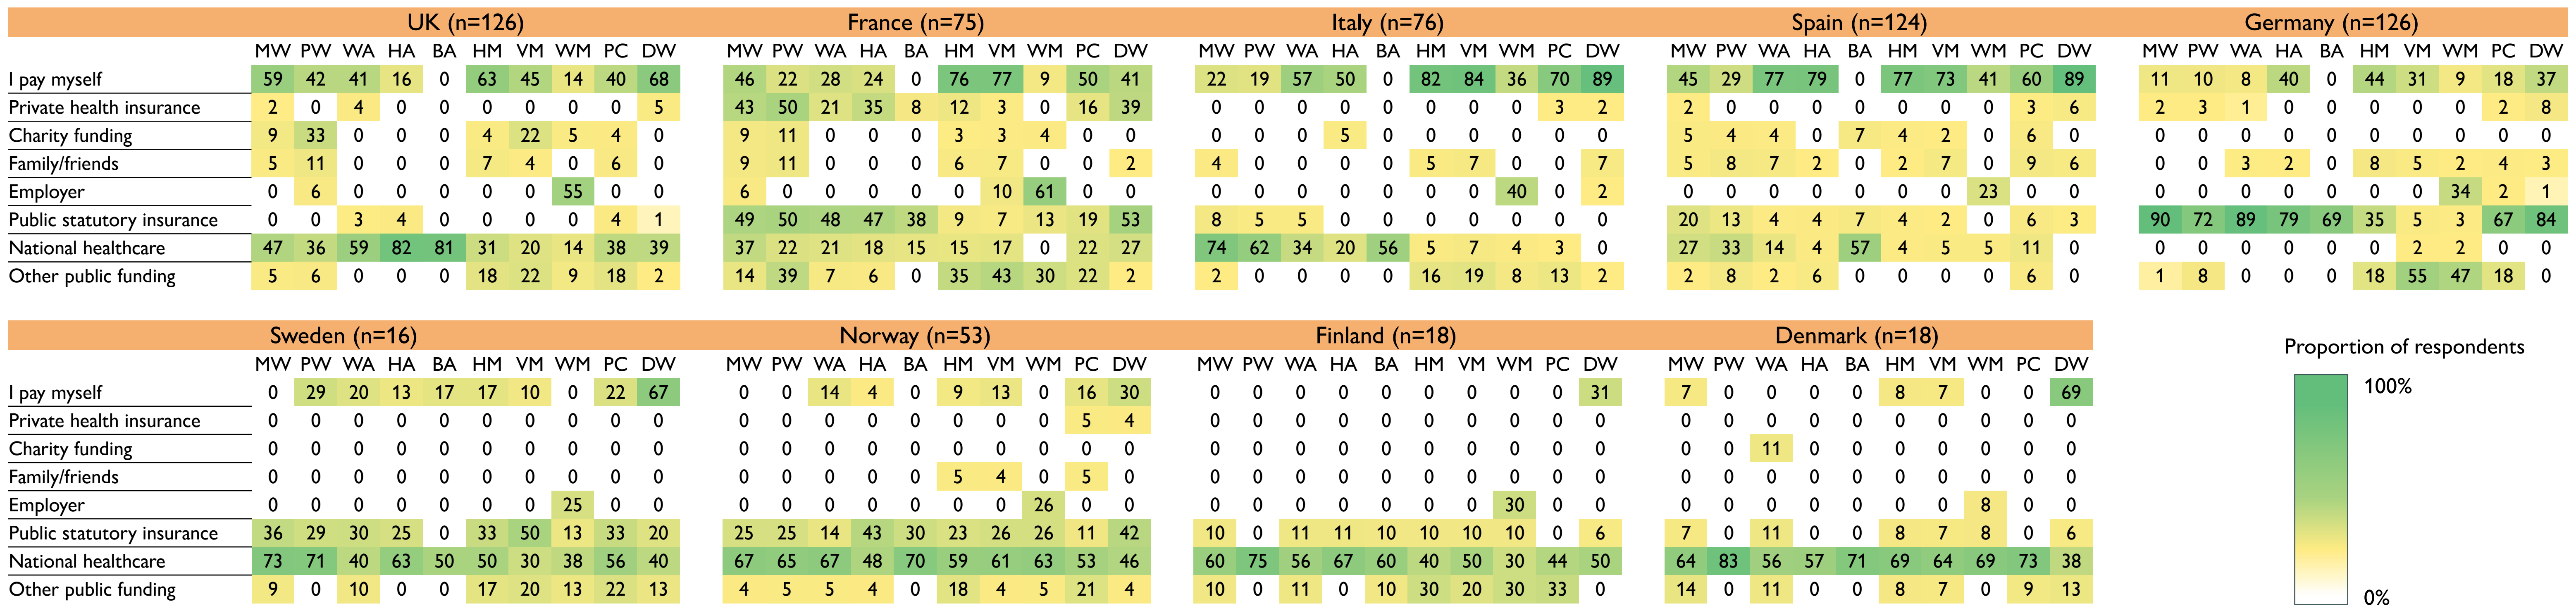 UK (n=126) France (n=75) Italy (n=76) Spain (n=124) Germany (n=126)
MW PW WA HA BA HM VM WM PC DW MW PW WA HA BA HM VM WM PC DW MW PW WA HA BA HM VM WM PC DW MW PW WA HA BA HM VM WM PC DW MW PW WA HA BA HM VM WM PC DW
I pay myself 59 42 41 16 0 63 45 14 40 68 46 22 28 24 0 76 77 9 50 41 22 19 57 50 0 82 84 36 70 89 45 29 77 79 0 77 73 41 60 89 11 10 8 40 0 44 31 9 18 37
Private health insurance 2 0 4 0 0 0 0 0 0 5 43 50 21 35 8 12 3 0 16 39 0 0 0 0 0 0 0 0 3 2 2 0 0 0 0 0 0 0 3 6 2 3 1 0 0 0 0 0 2 8
Charity funding 9 33 0 0 0 4 22 5 4 0 9 11 0 0 0 3 3 4 0 0 0 0 0 5 0 0 0 0 0 0 5 4 4 0 7 4 2 0 6 0 0 0 0 0 0 0 0 0 0 0
Family/friends 5 11 0 0 0 7 4 0 6 0 9 11 0 0 0 6 7 0 0 2 4 0 0 0 0 5 7 0 0 7 5 8 7 2 0 2 7 0 9 6 0 0 3 2 0 8 5 2 4 3
Employer 0 6 0 0 0 0 0 55 0 0 6 0 0 0 0 0 10 61 0 0 0 0 0 0 0 0 0 40 0 2 0 0 0 0 0 0 0 23 0 0 0 0 0 0 0 0 0 34 2 1
Public statutory insurance 0 0 3 4 0 0 0 0 4 1 49 50 48 47 38 9 7 13 19 53 8 5 5 0 0 0 0 0 0 0 20 13 4 4 7 4 2 0 6 3 90 72 89 79 69 35 5 3 67 84
National healthcare 47 36 59 82 81 31 20 14 38 39 37 22 21 18 15 15 17 0 22 27 74 62 34 20 56 5 7 4 3 0 27 33 14 4 57 4 5 5 11 0 0 0 0 0 0 0 2 2 0 0
Other public funding 5 6 0 0 0 18 22 9 18 2 14 39 7 6 0 35 43 30 22 2 2 0 0 0 0 16 19 8 13 2 2 8 2 6 0 0 0 0 6 0 1 8 0 0 0 18 55 47 18 0
Sweden (n=16) Norway (n=53) Finland (n=18) Denmark (n=18)
MW PW WA HA BA HM VM WM PC DW MW PW WA HA BA HM VM WM PC DW MW PW WA HA BA HM VM WM PC DW MW PW WA HA BA HM VM WM PC DW
I pay myself 0 29 20 13 17 17 10 0 22 67 0 0 14 4 0 9 13 0 16 30 0 0 0 0 0 0 0 0 0 31 7 0 0 0 0 8 7 0 0 69
Private health insurance 0 0 0 0 0 0 0 0 0 0 0 0 0 0 0 0 0 0 5 4 0 0 0 0 0 0 0 0 0 0 0 0 0 0 0 0 0 0 0 0
Charity funding 0 0 0 0 0 0 0 0 0 0 0 0 0 0 0 0 0 0 0 0 0 0 0 0 0 0 0 0 0 0 0 0 11 0 0 0 0 0 0 0
Family/friends 0 0 0 0 0 0 0 0 0 0 0 0 0 0 0 5 4 0 5 0 0 0 0 0 0 0 0 0 0 0 0 0 0 0 0 0 0 0 0 0
Employer 0 0 0 0 0 0 0 25 0 0 0 0 0 0 0 0 0 26 0 0 0 0 0 0 0 0 0 30 0 0 0 0 0 0 0 0 0 8 0 0
Public statutory insurance 36 29 30 25 0 33 50 13 33 20 25 25 14 43 30 23 26 26 11 42 10 0 11 11 10 10 10 10 0 6 7 0 11 0 0 8 7 8 0 6
National healthcare 73 71 40 63 50 50 30 38 56 40 67 65 67 48 70 59 61 63 53 46 60 75 56 67 60 40 50 30 44 50 64 83 56 57 71 69 64 69 73 38
Other public funding 9 0 10 0 0 17 20 13 22 13 4 5 5 4 0 18 4 5 21 4 10 0 11 0 10 30 20 30 33 0 14 0 11 0 0 8 7 0 9 13
Proportion of respondents
100%
0%